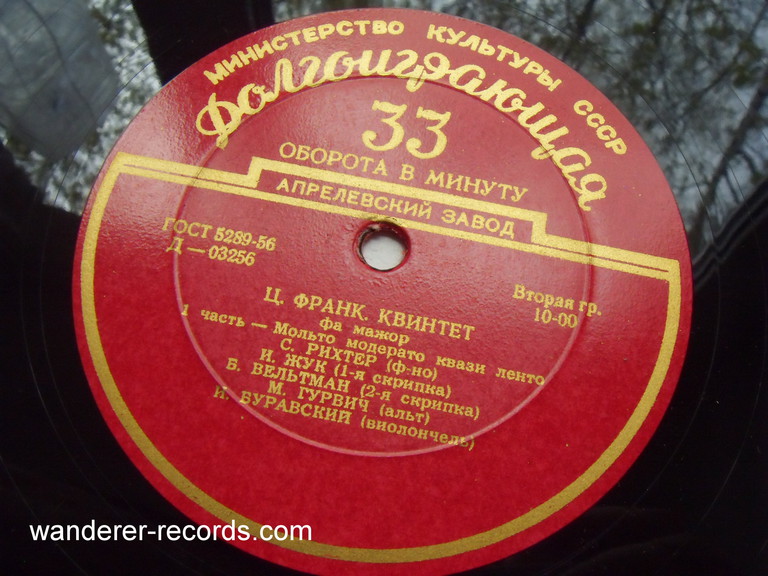 МИНИСТЕРСТВО КУЛЬТУРЫ СССР
Долгоиграющая
33
ОБОРОТА В МИНУТУ
АПРЕЛЕВСКИЙ ЗАВОД
ГОСТ 5289-56
Д — 03256
Вторая гр.
10-00
Ц. ФРАНК. КВИНТЕТ
фа мажор
1 часть — Мольто модерато квази ленто
С. РИХТЕР (ф-но)
И. ЖУК (1-я скрипка)
Б. ВЕЛЬТМАН (2-я скрипка)
М. ГУРВИЧ (альт)
И. БУРАВСКИЙ (виолончель)
wanderer-records.com